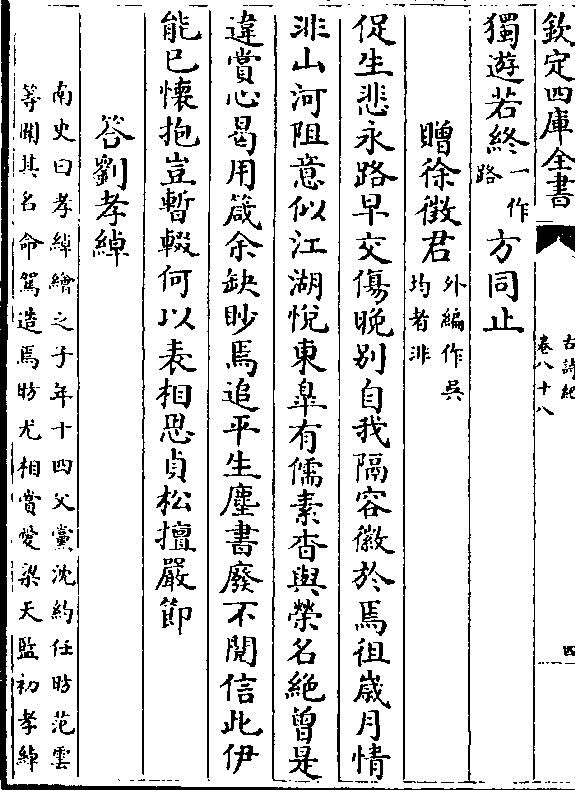 欽定四庫全書
古詩紀
卷八十八
四
獨遊若終一作路方同止
贈徐徵君外編作吳均者非
促生悲永路早交傷晚別自我隔容徽於焉徂歲月情
非山河阻意似江湖悅東臯有儒素杳與榮名絶曾是
違賞心曷用箴余缺眇焉追平生塵書廢不閱信此伊
能已懷抱豈暫輟何以表相思貞松擅嚴節
答劉孝綽
南史曰孝綽繪之子年十四父黨沈約任昉范雲
等聞其名命駕造焉昉尤相賞愛梁天監初孝綽